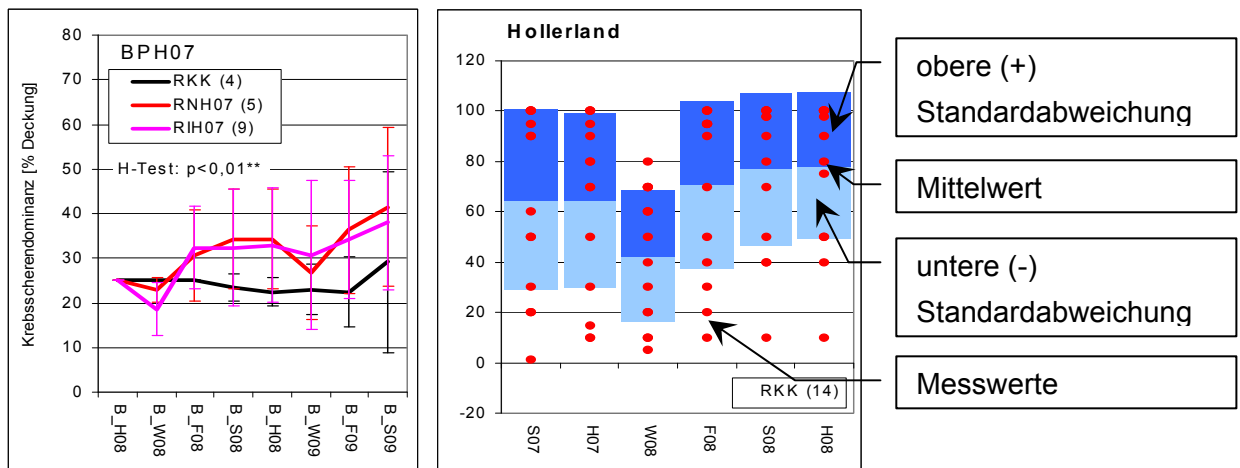 BPH07
RKK (4)
RNH07 (5)
RIH07 (9)
H-Test: p<0,01**
Krebsscherendominanz [% Deckung]
80
70
60
50
40
30
20
10
0
B_H08
B_W08
B_F08
B_S08
B_H08
B_W09
B_F09
B_S09
Hollerland
120
100
80
60
40
20
0
-20
RKK (14)
S07
H07
W08
F08
S08
H08
obere (+)
Standardabweichung
Mittelwert
untere (-)
Standardabweichung
Messwerte